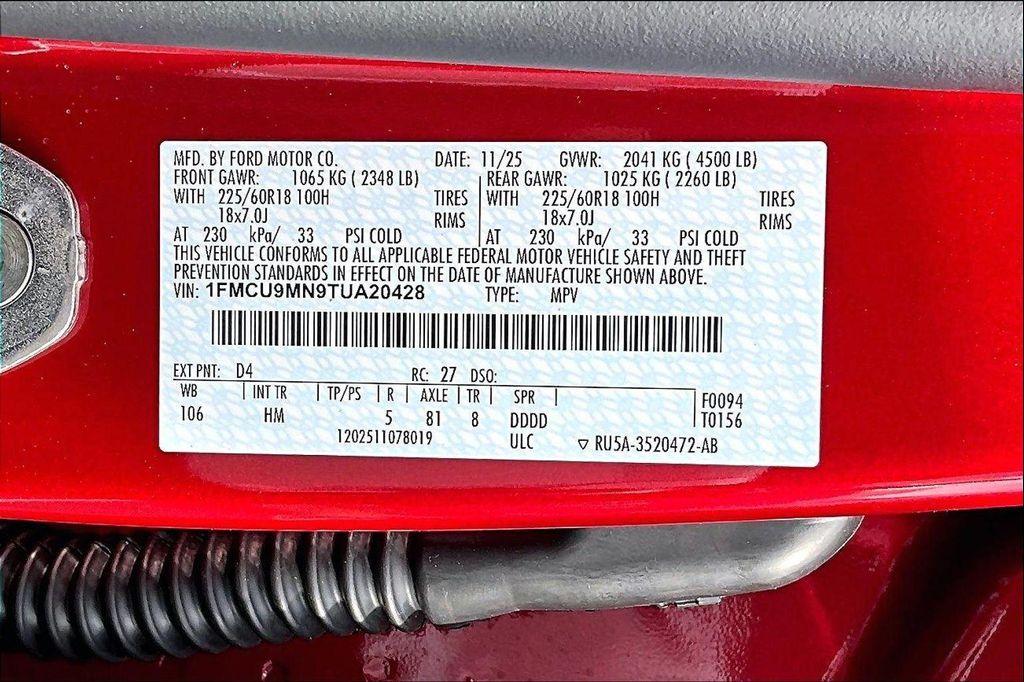 MFD. BY FORD MOTOR CO. DATE: 11/25 GVWR: 2041 KG ( 4500 LB)
FRONT GAWR: 1065 KG ( 2348 LB) REAR GAWR: 1025 KG ( 2260 LB)
WITH 225/60R18 100H TIRES WITH 225/60R18 100H TIRES
18x7.0J RIMS 18x7.0J RIMS
AT 230 kPa/ 33 PSI COLD AT 230 kPa/ 33 PSI COLD
THIS VEHICLE CONFORMS TO ALL APPLICABLE FEDERAL MOTOR VEHICLE SAFETY AND THEFT
PREVENTION STANDARDS IN EFFECT ON THE DATE OF MANUFACTURE SHOWN ABOVE.
VIN: 1FMCU9MN9TUA20428 TYPE: MPV
EXT PNT: D4 RC: 27 DSO:
WB INT TR TP/PS R AXLE TR SPR F0094
106 HM 5 81 8 DDDD T0156
1202511078019 ULC ▽ RU5A-3520472-AB